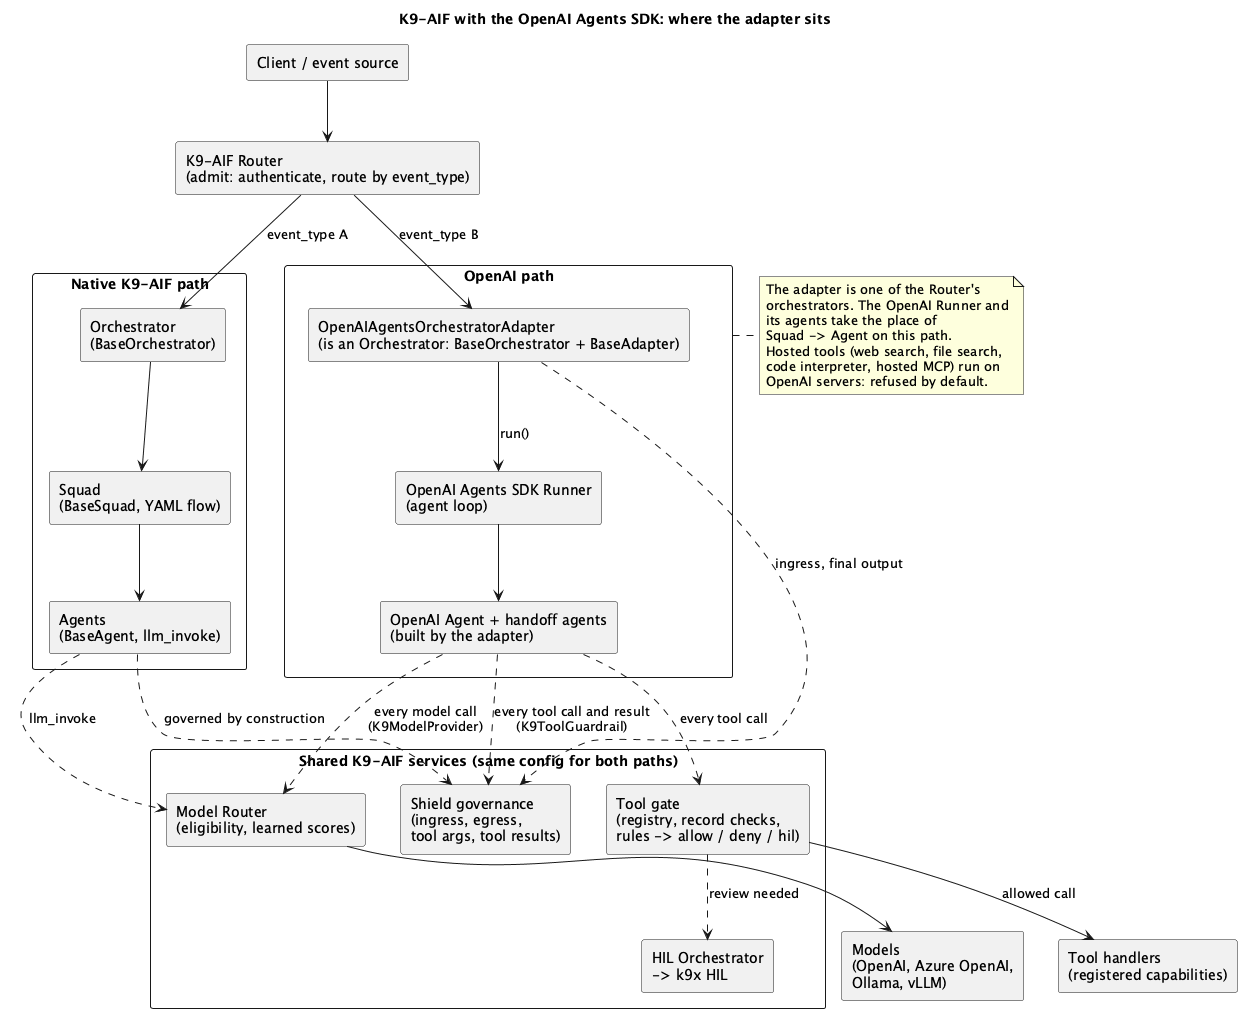 K9-AIF with the OpenAI Agents SDK: where the adapter sits
Client / event source
K9-AIF Router
(admit: authenticate, route by event_type)
event_type A
event_type B
Native K9-AIF path
Orchestrator
(BaseOrchestrator)
Squad
(BaseSquad, YAML flow)
Agents
(BaseAgent, llm_invoke)
OpenAI path
OpenAIAgentsOrchestratorAdapter
(is an Orchestrator: BaseOrchestrator + BaseAdapter)
run()
OpenAI Agents SDK Runner
(agent loop)
OpenAI Agent + handoff agents
(built by the adapter)
The adapter is one of the Router's
orchestrators. The OpenAI Runner and
its agents take the place of
Squad -> Agent on this path.
Hosted tools (web search, file search,
code interpreter, hosted MCP) run on
OpenAI servers: refused by default.
ingress, final output
llm_invoke
governed by construction
every model call
(K9ModelProvider)
every tool call and result
(K9ToolGuardrail)
every tool call
Shared K9-AIF services (same config for both paths)
Model Router
(eligibility, learned scores)
Shield governance
(ingress, egress,
tool args, tool results)
Tool gate
(registry, record checks,
rules -> allow / deny / hil)
review needed
allowed call
HIL Orchestrator
-> k9x HIL
Models
(OpenAI, Azure OpenAI,
Ollama, vLLM)
Tool handlers
(registered capabilities)